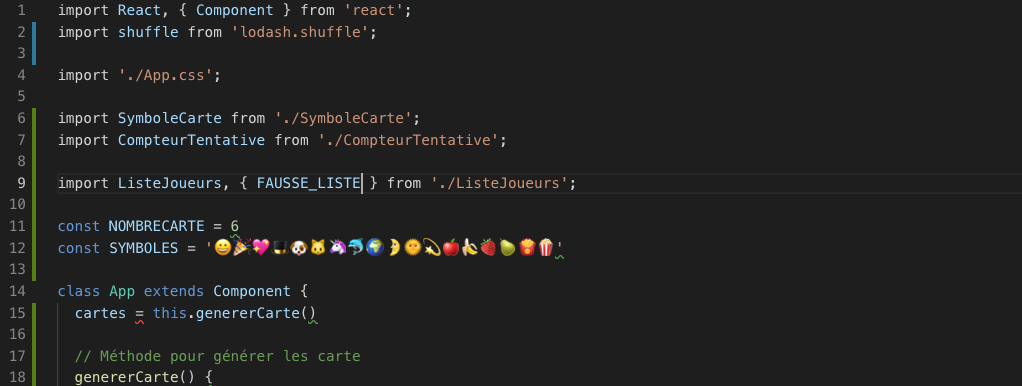 1 import React, { Component } from 'react';
2 import shuffle from 'lodash.shuffle';
3
4 import './App.css';
5
6 import SymboleCarte from './SymboleCarte';
7 import CompteurTentative from './CompteurTentative';
8
9 import ListeJoueurs, { FAUSSE_LISTE } from './ListeJoueurs';
10
11 const NOMBRECARTE = 6
12 const SYMBOLES = '😀🎉💖🎩🐶🐱🦄🐬🌍🌛🌞💫🍎🍌🍓🍐🍟🍿'
13
14 class App extends Component {
15 cartes = this.genererCarte()
16
17 // Méthode pour générer les carte
18 genererCarte() {